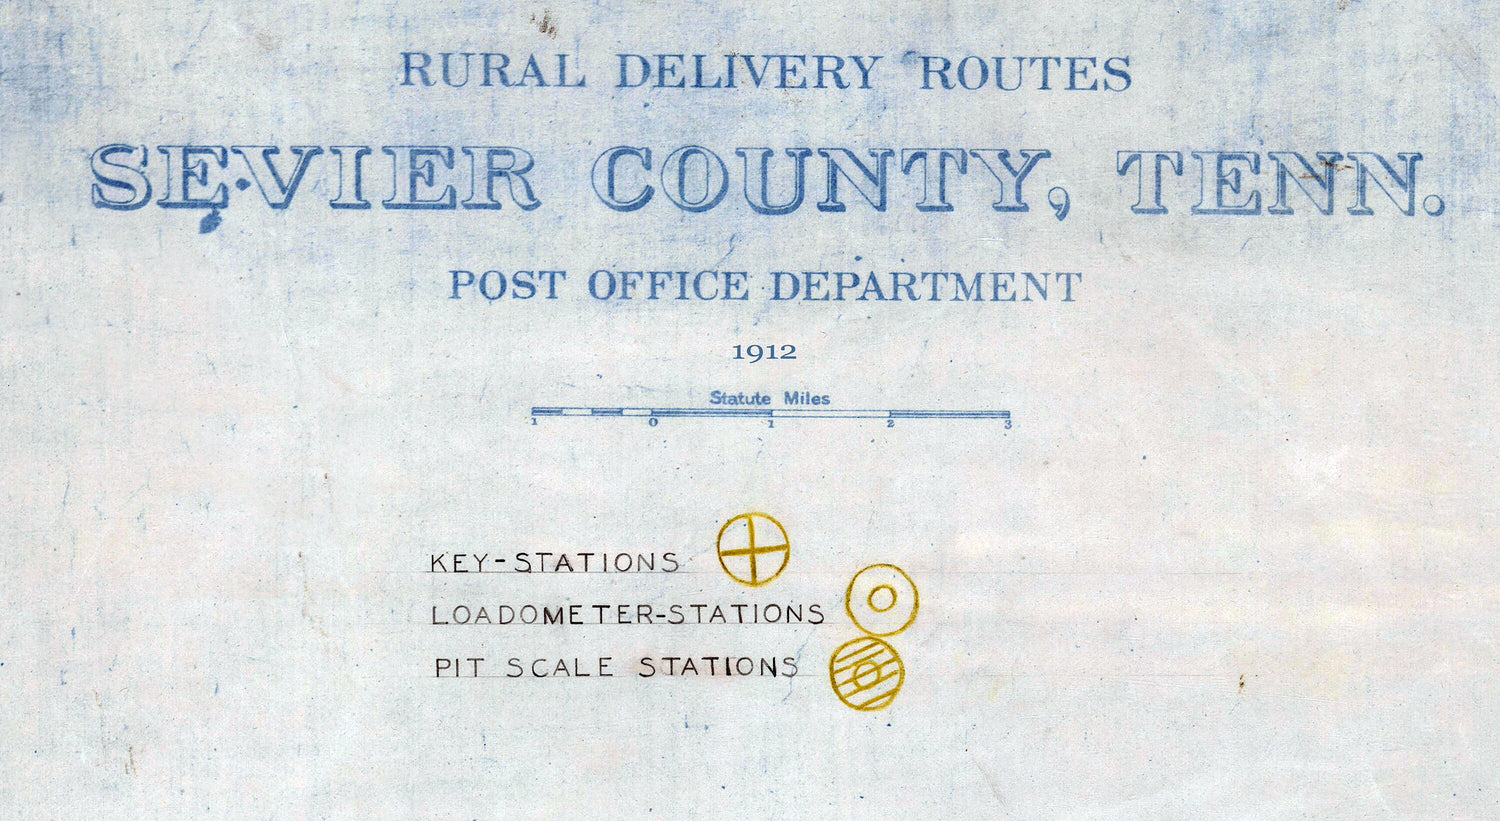 RURAL DELIVERY ROUTES
SEVIER COUNTY, TENN.
POST OFFICE DEPARTMENT
1912
Statute Miles
1 0 1 2 3
KEY-STATIONS
LOADOMETER-STATIONS
PIT SCALE STATIONS